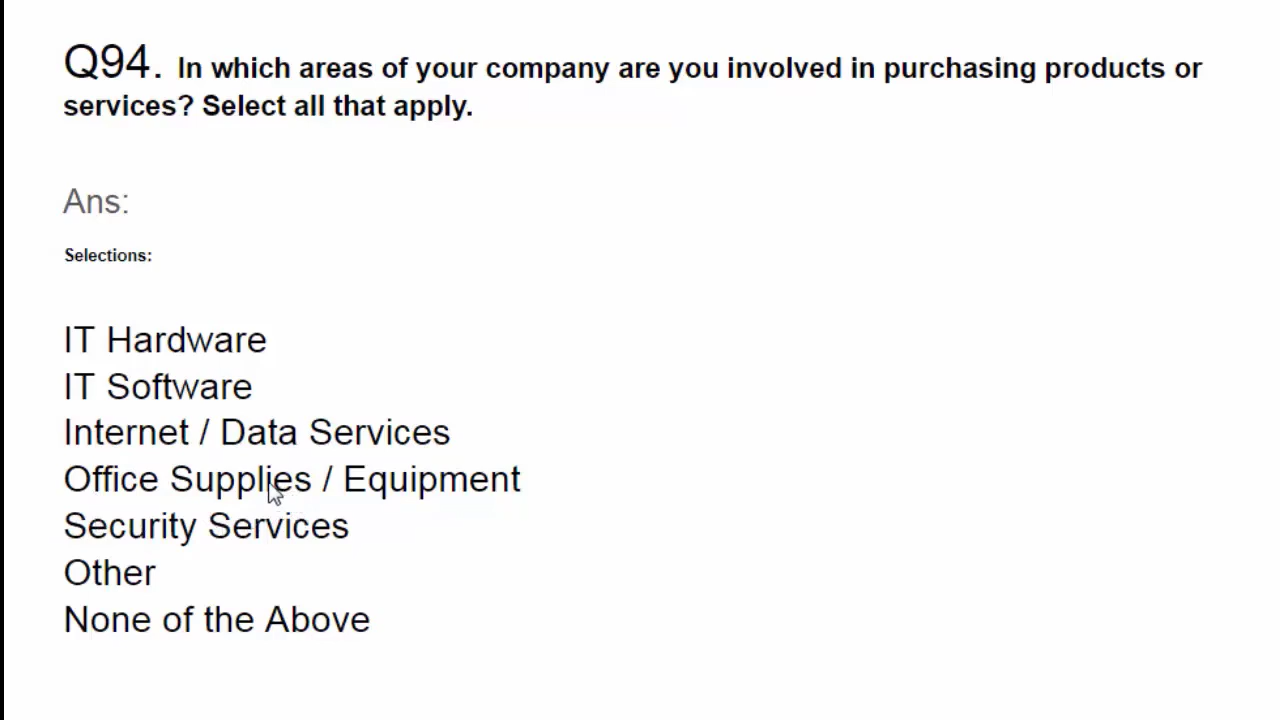 Q94. In which areas of your company are you involved in purchasing products or
services? Select all that apply.
Ans:
Selections:
IT Hardware
IT Software
Internet / Data Services
Office Supplies / Equipment
Security Services
Other
None of the Above